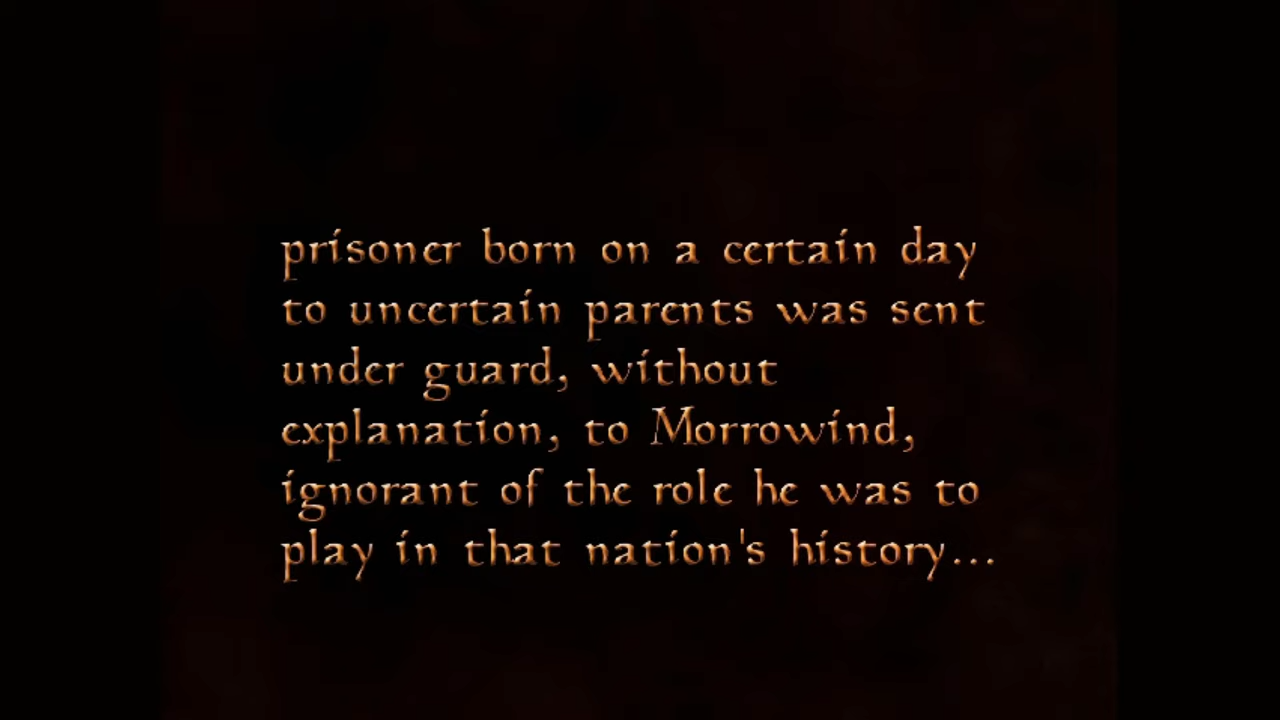 prisoner born on a certain day
to uncertain parents was sent
under guard, without
explanation, to Morrowind,
ignorant of the role he was to
play in that nation's history...